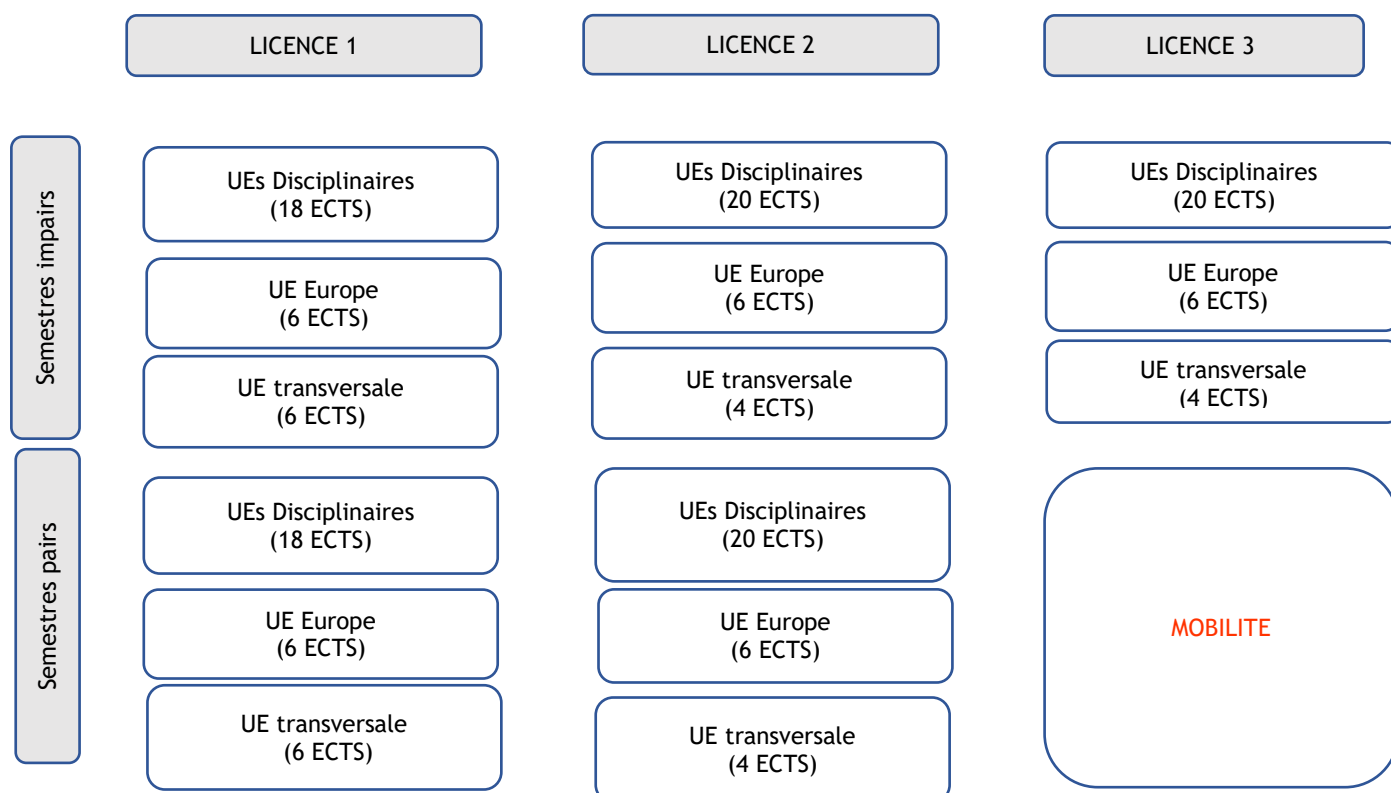 LICENCE 1
LICENCE 2
LICENCE 3
Semestres impairs
UEs Disciplinaires
(18 ECTS)
UEs Disciplinaires
(20 ECTS)
UEs Disciplinaires
(20 ECTS)
UE Europe
(6 ECTS)
UE Europe
(6 ECTS)
UE Europe
(6 ECTS)
UE transversale
(6 ECTS)
UE transversale
(4 ECTS)
UE transversale
(4 ECTS)
Semestres pairs
UEs Disciplinaires
(18 ECTS)
UEs Disciplinaires
(20 ECTS)
MOBILITE
UE Europe
(6 ECTS)
UE Europe
(6 ECTS)
UE transversale
(6 ECTS)
UE transversale
(4 ECTS)